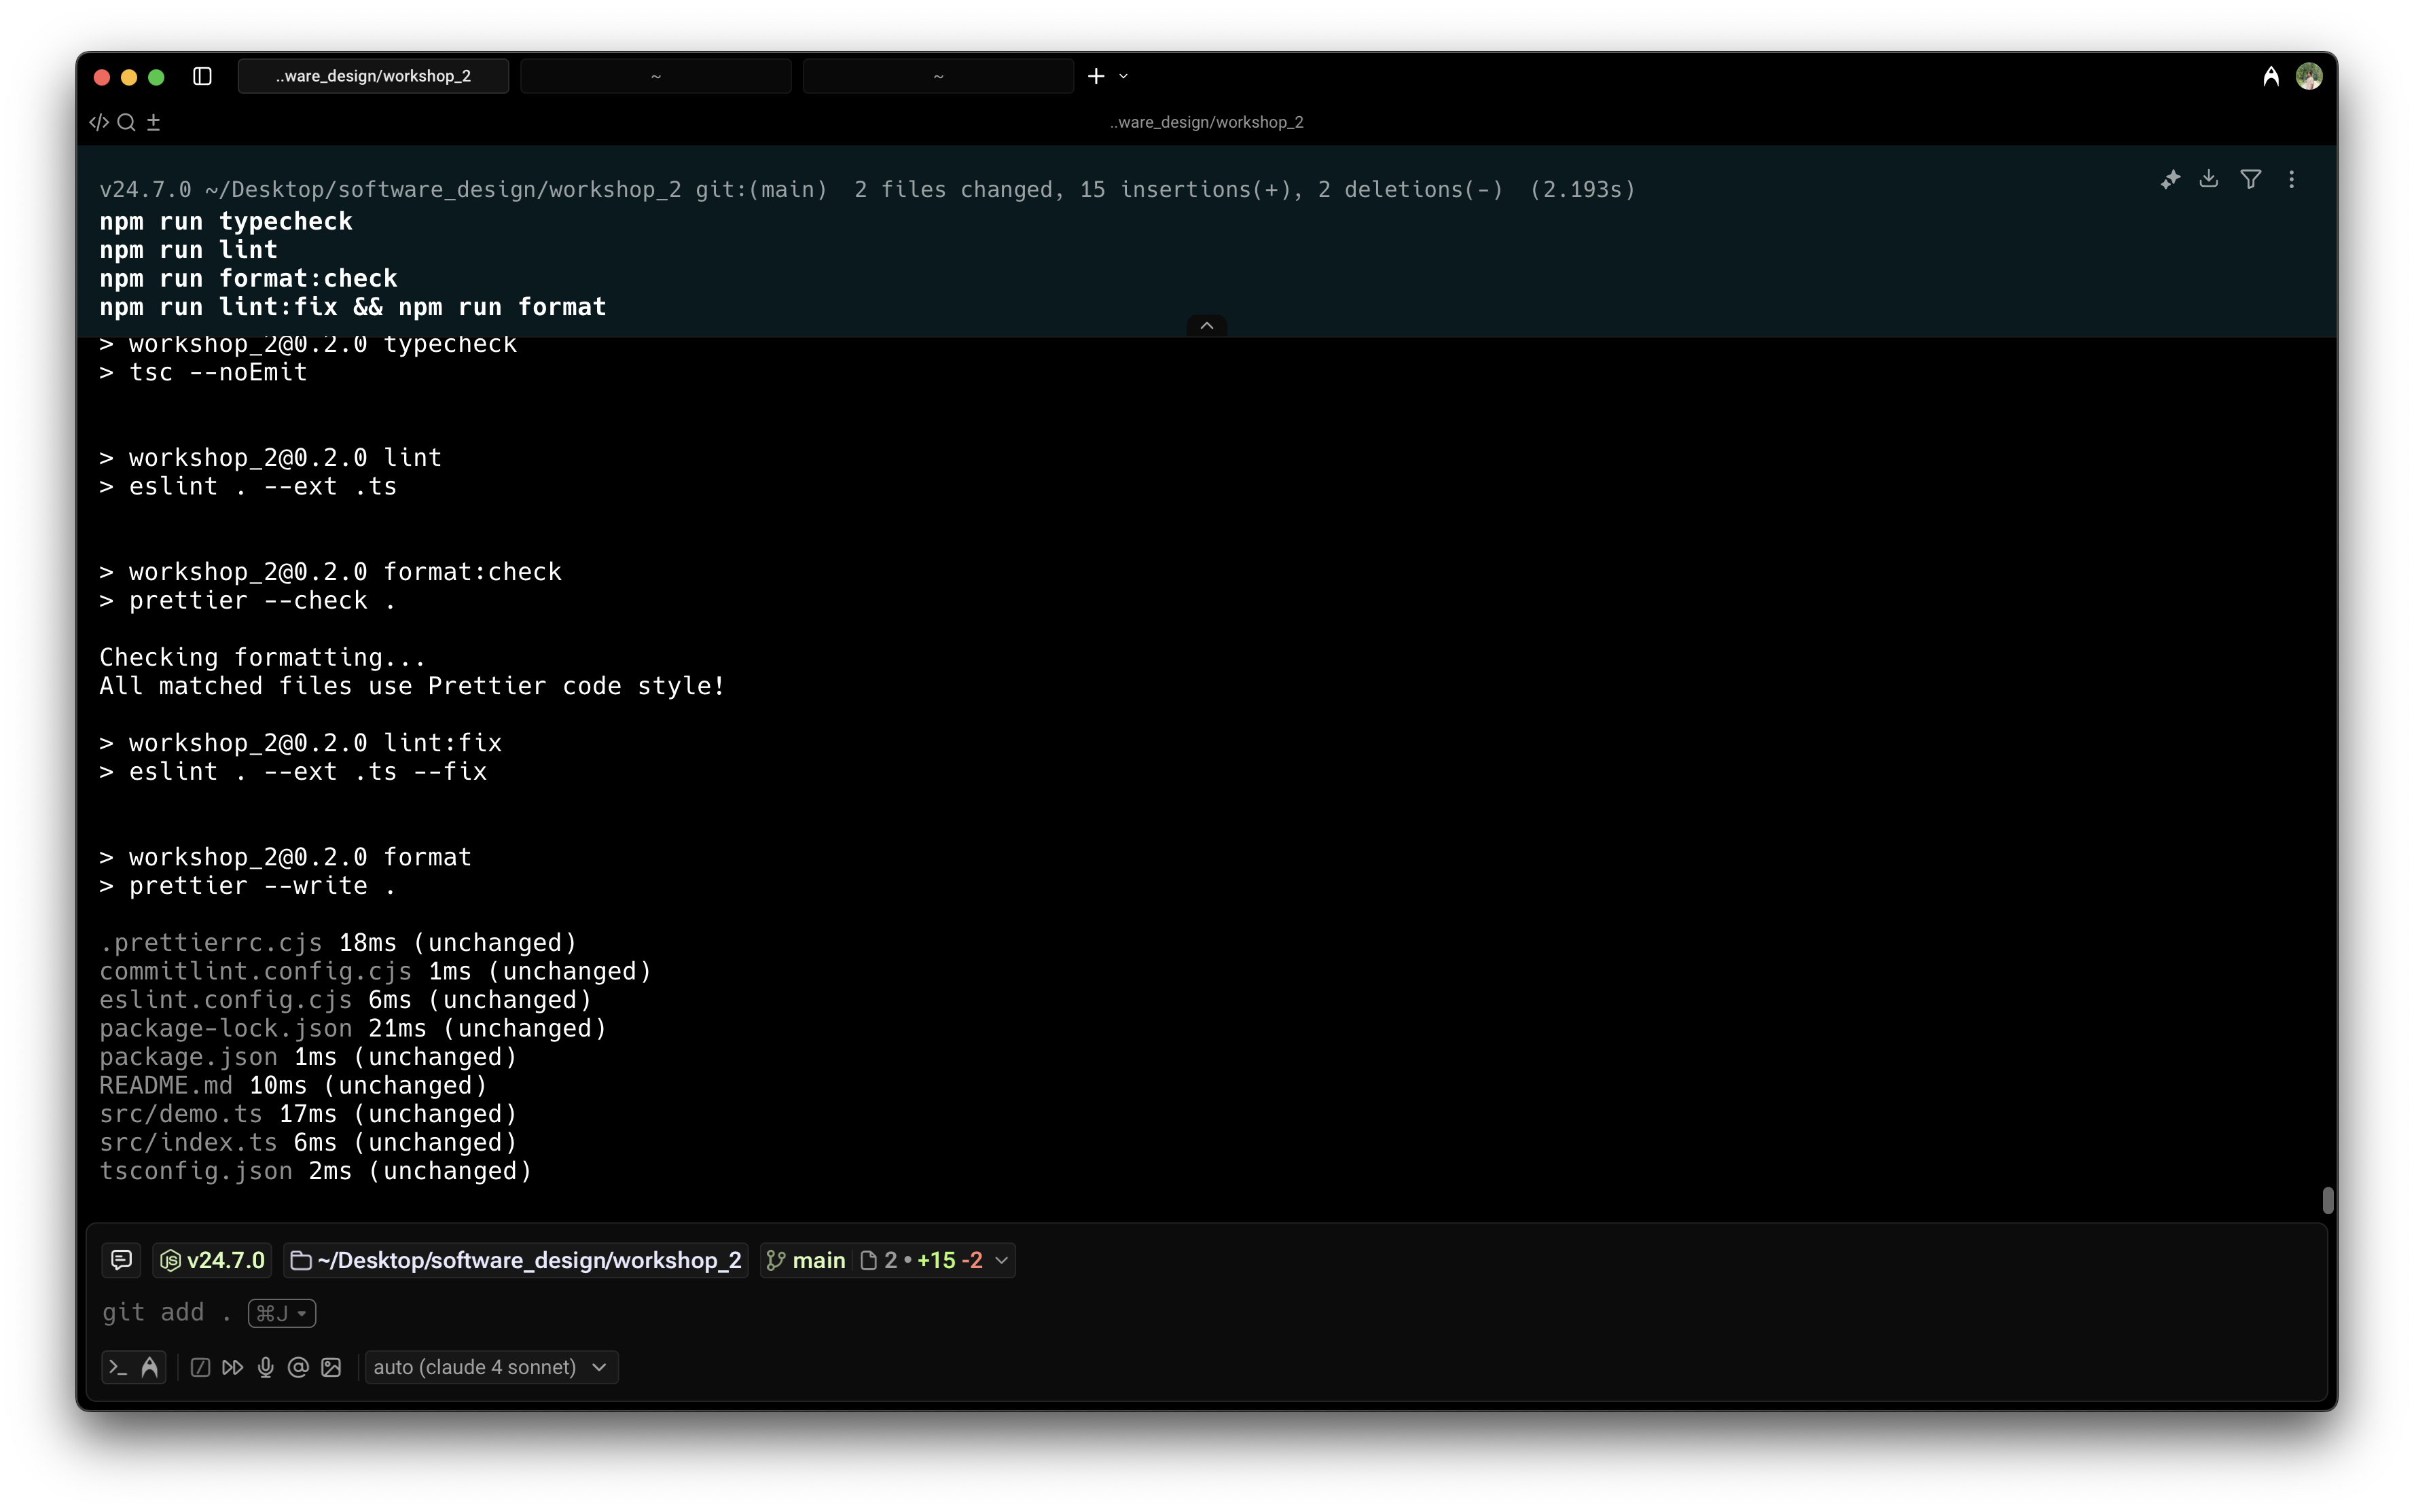 ..ware_design/workshop_2
~
~
..ware_design/workshop_2
v24.7.0 ~/Desktop/software_design/workshop_2 git:(main)  2 files changed, 15 insertions(+), 2 deletions(-)  (2.193s)
npm run typecheck
npm run lint
npm run format:check
npm run lint:fix && npm run format
> workshop_2@0.2.0 typecheck
> tsc --noEmit
> workshop_2@0.2.0 lint
> eslint . --ext .ts
> workshop_2@0.2.0 format:check
> prettier --check .
Checking formatting...
All matched files use Prettier code style!
> workshop_2@0.2.0 lint:fix
> eslint . --ext .ts --fix
> workshop_2@0.2.0 format
> prettier --write .
.prettierrc.cjs 18ms (unchanged)
commitlint.config.cjs 1ms (unchanged)
eslint.config.cjs 6ms (unchanged)
package-lock.json 21ms (unchanged)
package.json 1ms (unchanged)
README.md 10ms (unchanged)
src/demo.ts 17ms (unchanged)
src/index.ts 6ms (unchanged)
tsconfig.json 2ms (unchanged)
v24.7.0 ~/Desktop/software_design/workshop_2 main 2 • +15 -2
git add . ⌘J
auto (claude 4 sonnet)